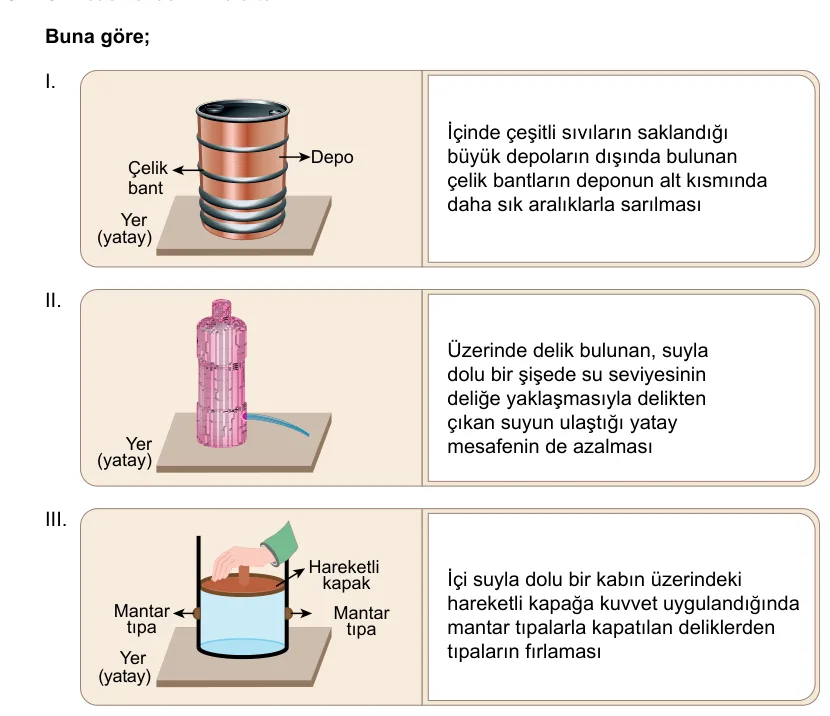 Buna göre;
I.
Çelik
bant
Depo
Yer
(yatay)
İçinde çeşitli sıvıların saklandığı
büyük depoların dışında bulunan
çelik bantların deponun alt kısmında
daha sık aralıklarla sarılması
II.
Yer
(yatay)
Üzerinde delik bulunan, suyla
dolu bir şişede su seviyesinin
deliğe yaklaşmasıyla delikten
çıkan suyun ulaştığı yatay
mesafenin de azalması
III.
Hareketli
kapak
Mantar
tıpa
Mantar
tıpa
Yer
(yatay)
İçi suyla dolu bir kabın üzerindeki
hareketli kapağa kuvvet uygulandığında
mantar tıpalarla kapatılan deliklerden
tıpaların fırlaması